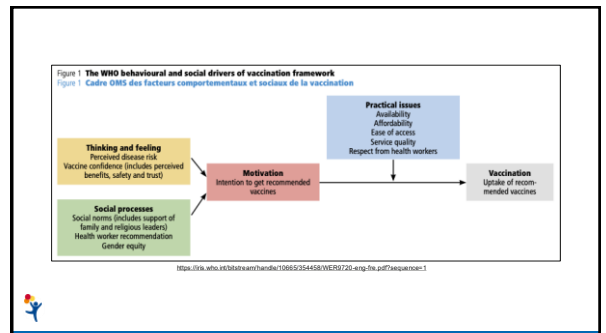 Figure 1 The WHO behavioural and social drivers of vaccination framework
Figure 1 Cadre OMS des facteurs comportementaux et sociaux de la vaccination
Practical issues
Availability
Affordability
Ease of access
Service quality
Respect from health workers
Thinking and feeling
Perceived disease risk
Vaccine confidence (includes perceived
benefits, safety and trust)
Motivation
Intention to get recommended
vaccines
Vaccination
Uptake of recom-
mended vaccines
Social processes
Social norms (includes support of
family and religious leaders)
Health worker recommendation
Gender equity
https://iris.who.int/bitstream/handle/10665/354458/WER9720-eng-fre.pdf?sequence=1